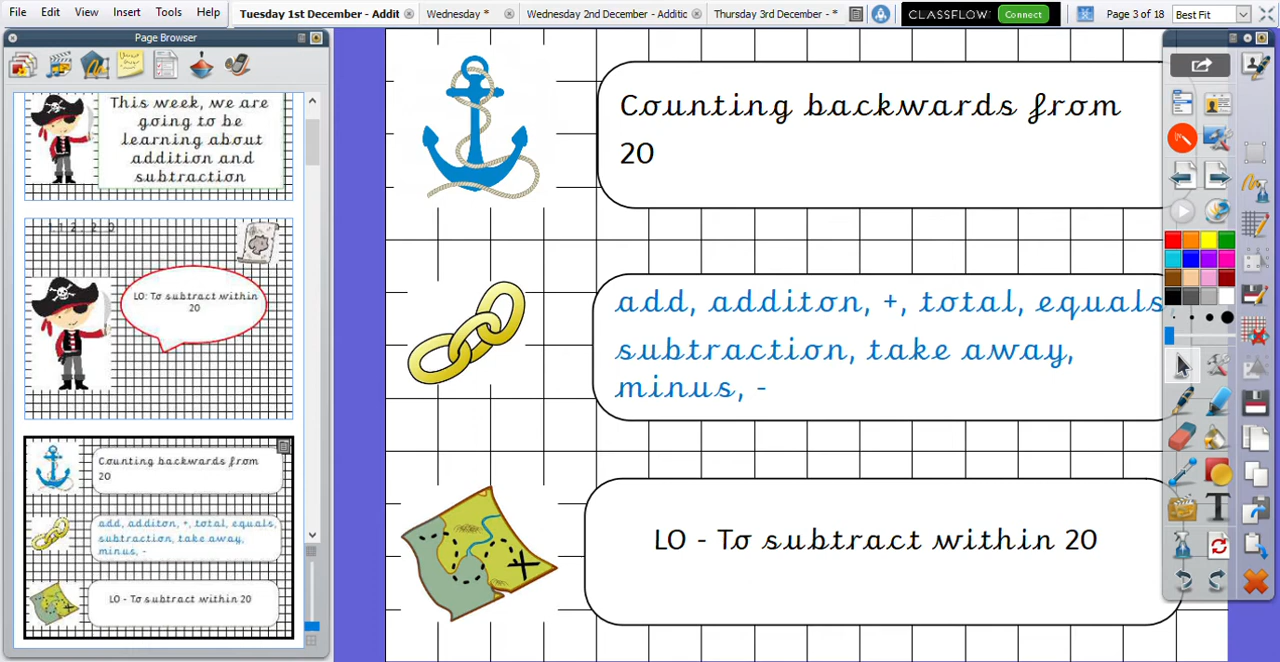 File Edit View Insert Tools Help
Tuesday 1st December - Addit
Wednesday *
Wednesday 2nd December - Additic
Thursday 3rd December - *
CLASSFLOW Connect
Page 3 of 18
Best Fit
Page Browser
This week, we are
going to be
learning about
addition and
subtraction
LO: To subtract within
20
Counting backwards from
20
add, additon, +, total, equals,
subtraction, take away,
minus, -
LO - To subtract within 20
Counting backwards from
20
add, additon, +, total, equals
subtraction, take away,
minus, -
LO - To subtract within 20